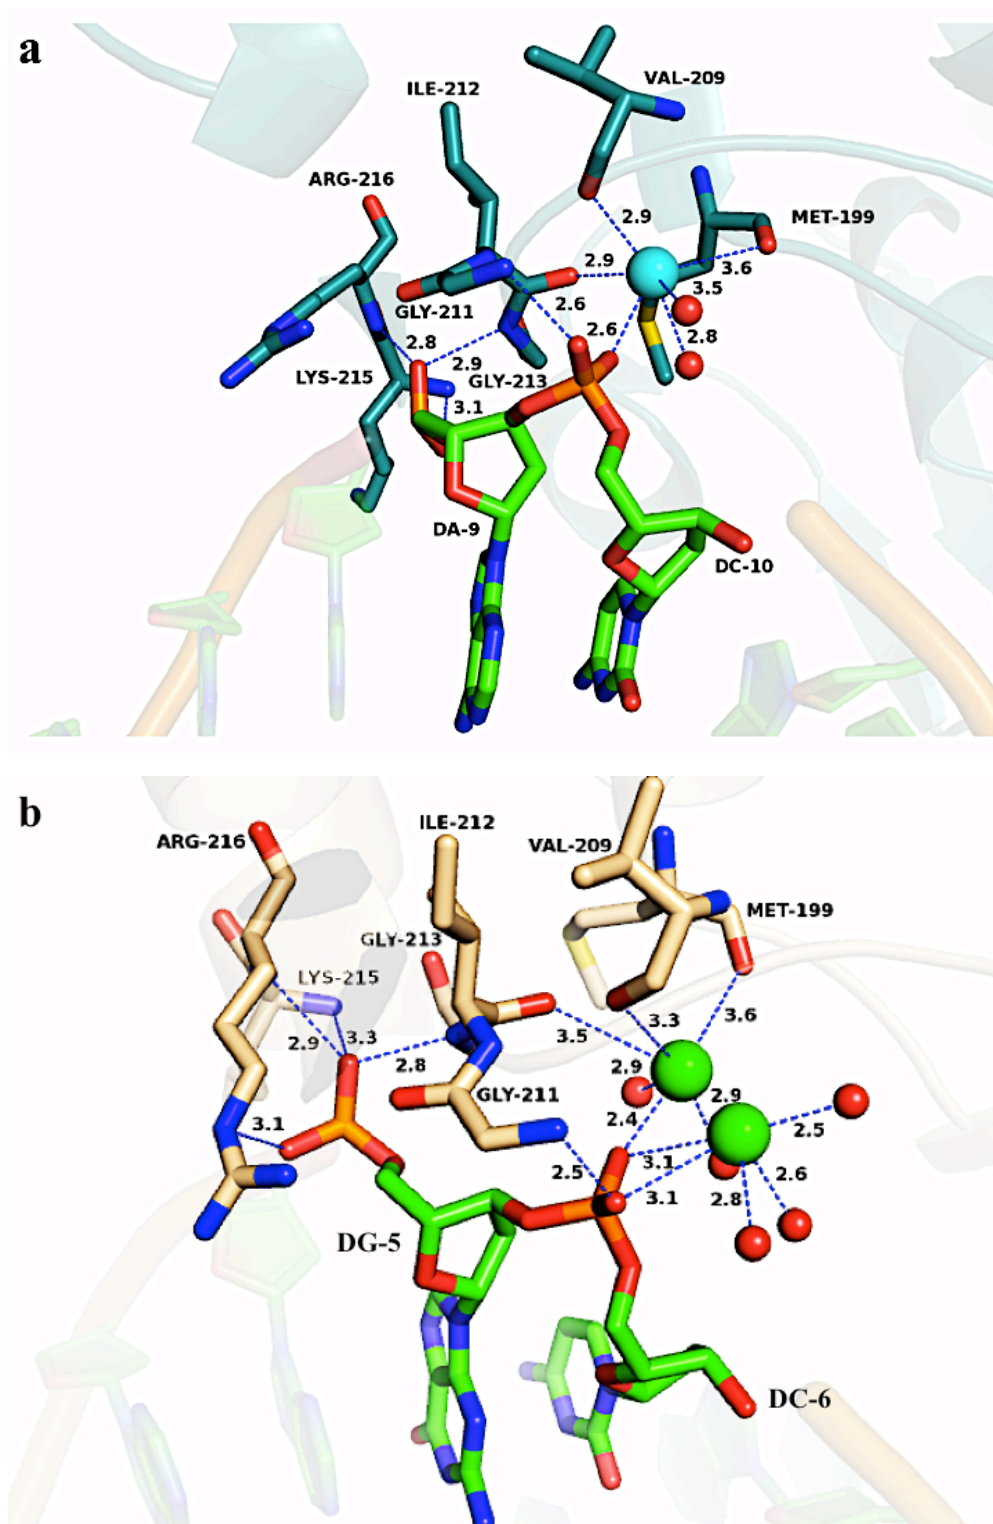 a
VAL-209
ILE-212
ARG-216
MET-199
2.9
2.9
3.6
3.5
2.6
GLY-211
2.6
2.8
2.8
2.9
LYS-215
GLY-213
3.1
DA-9
DC-10
b
ILE-212
ARG-216
VAL-209
MET-199
GLY-213
LYS-215
3.3
3.6
3.5
2.9
3.3
2.8
2.9
2.9
GLY-211
2.4
2.5
3.1
3.1
2.5
2.6
3.1
2.8
DG-5
DC-6